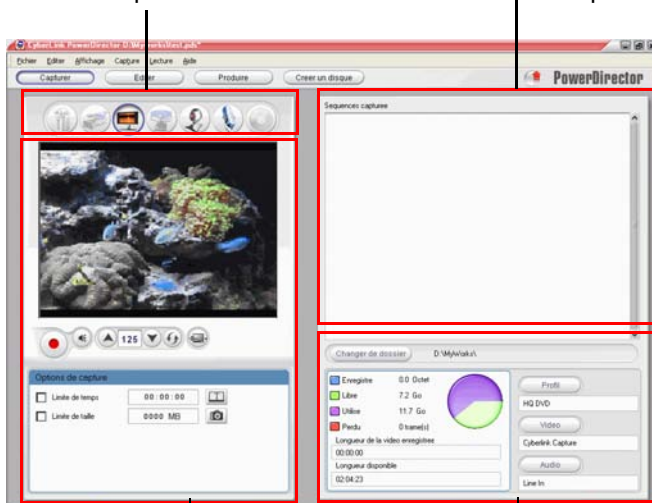 CyberLink PowerDirector D:\MyWorks\test.pds*
Fichier Editer Affichage Capture Lecture Aide
Capturer Editer Produire Creer un disque PowerDirector
Sequences capturee
125
Changer de dossier D:\MyWorks\
Options de capture
Limite de temps 00:00:00
Limite de taille 0000 MB
Enregistre 0.0 Octet
Libre 7.2 Go
Utilise 11.7 Go
Perdu 0 trame(s)
Longueur de la video enregistree
00:00:00
Longueur disponible
02:04:23
Profil
HQ DVD
Video
Cyberlink Capture
Audio
Line In